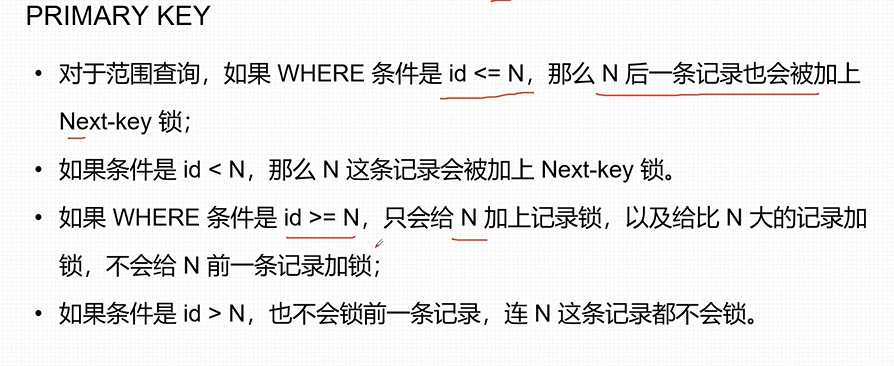 PRIMARY KEY
• 对于范围查询，如果 WHERE 条件是 id <= N，那么 N 后一条记录也会被加上
Next-key 锁；
• 如果条件是 id < N，那么 N 这条记录会被加上 Next-key 锁。
• 如果 WHERE 条件是 id >= N，只会给 N 加上记录锁，以及给比 N 大的记录加
锁，不会给 N 前一条记录加锁；
• 如果条件是 id > N，也不会锁前一条记录，连 N 这条记录都不会锁。